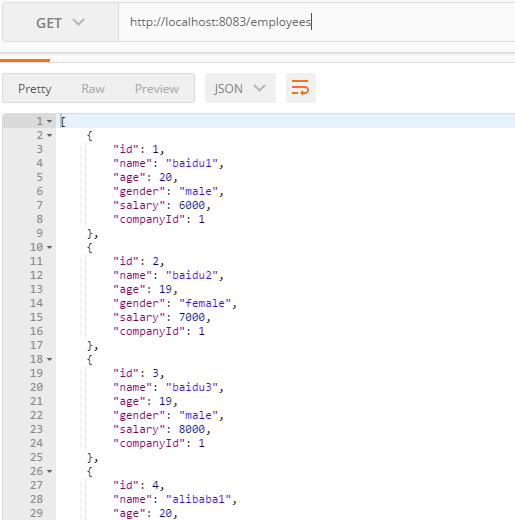 GET http://localhost:8083/employees
Pretty Raw Preview JSON
1 [
2 {
3 "id": 1,
4 "name": "baidu1",
5 "age": 20,
6 "gender": "male",
7 "salary": 6000,
8 "companyId": 1
9 },
10 {
11 "id": 2,
12 "name": "baidu2",
13 "age": 19,
14 "gender": "female",
15 "salary": 7000,
16 "companyId": 1
17 },
18 {
19 "id": 3,
20 "name": "baidu3",
21 "age": 19,
22 "gender": "male",
23 "salary": 8000,
24 "companyId": 1
25 },
26 {
27 "id": 4,
28 "name": "alibaba1",
29 "age": 20,